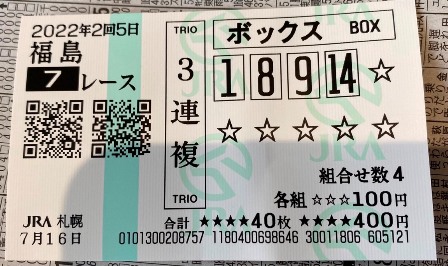 2022年2回5日
福島
7レース
TRIO
3連複
TRIO
ボックス BOX
1 8 9 14 ☆
☆ ☆ ☆ ☆ ☆
組合せ数 4
各組 ☆☆☆100円
合計 ★★★★40枚 ★★★★400円
JRA 札幌
7月16日
0101300208757 1180400698646 30011806 605121
JRA
JRA